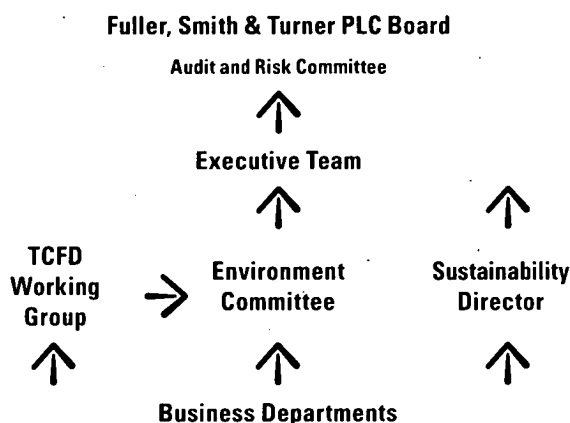 Fuller, Smith & Turner PLC Board
Audit and Risk Committee
Executive Team
TCFD
Working
Group
Environment
Committee
Sustainability
Director
Business Departments